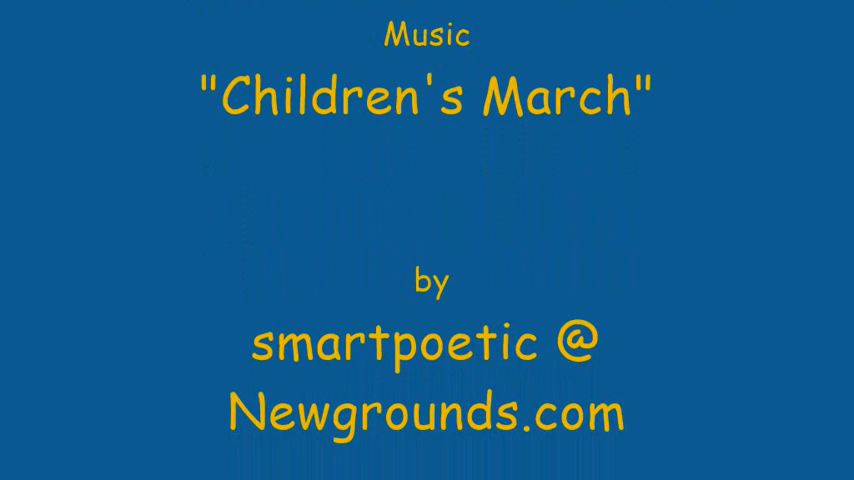 Music
"Children's March"
by
smartpoetic @
Newgrounds.com